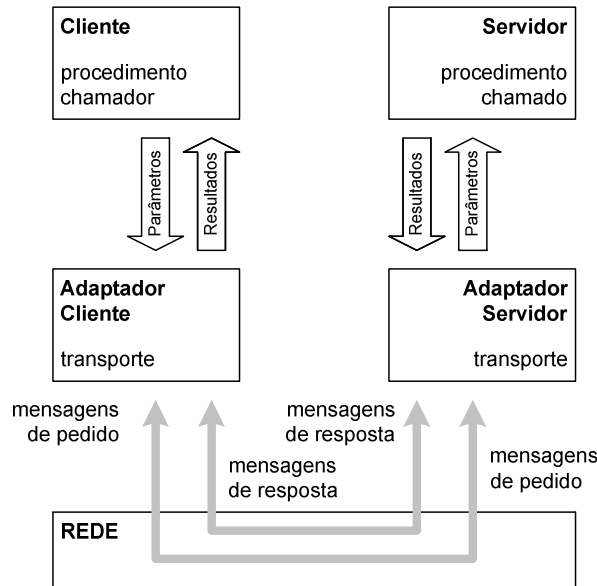 Cliente
procedimento
chamador
Servidor
procedimento
chamado
Parâmetros
Resultados
Resultados
Parâmetros
Adaptador
Cliente
transporte
Adaptador
Servidor
transporte
mensagens
de pedido
mensagens
de resposta
mensagens
de resposta
mensagens
de pedido
REDE